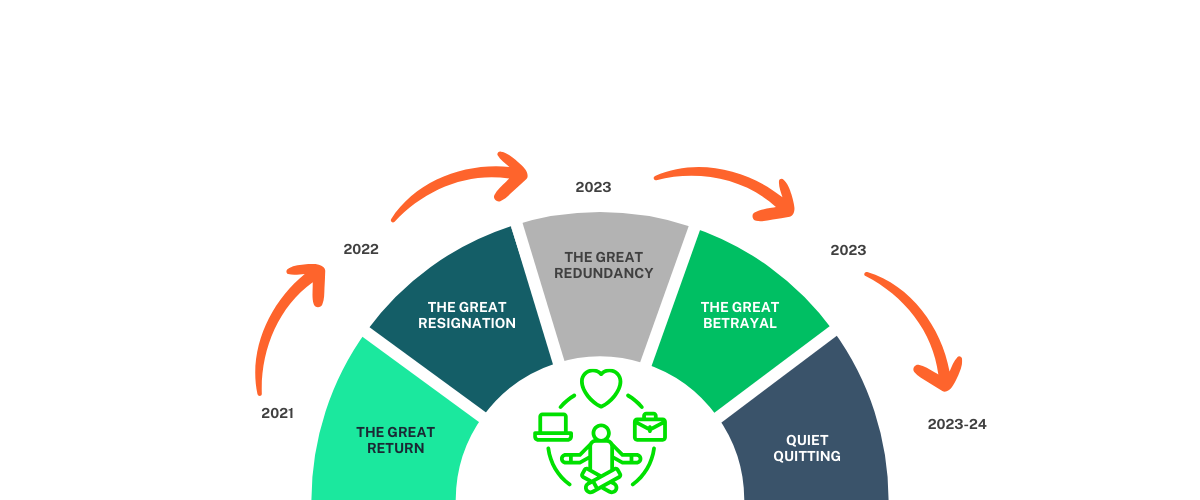 2021
THE GREAT
RETURN
2022
THE GREAT
RESIGNATION
2023
THE GREAT
REDUNDANCY
2023
THE GREAT
BETRAYAL
2023-24
QUIET
QUITTING